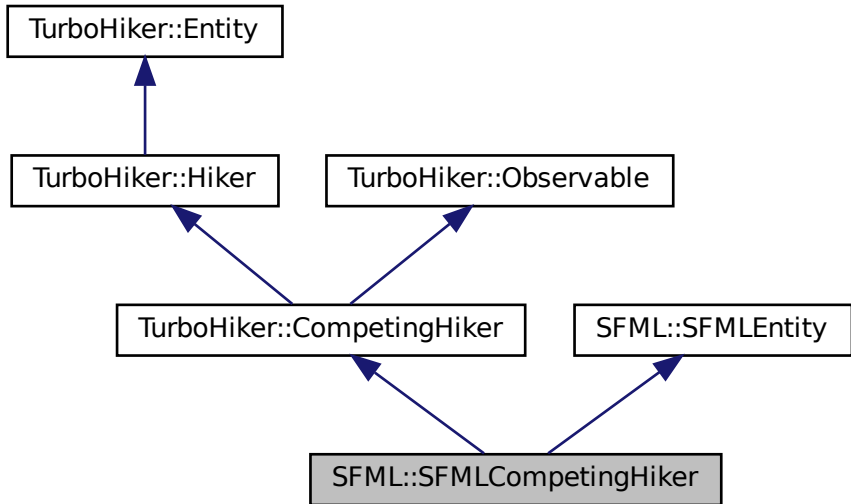 TurboHiker::Entity
TurboHiker::Hiker
TurboHiker::Observable
TurboHiker::CompetingHiker
SFML::SFMLEntity
SFML::SFMLCompetingHiker